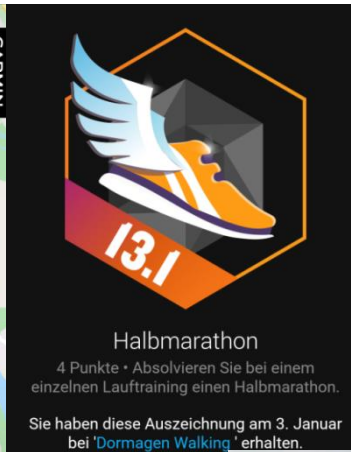 GARMIN
13.1
Halbmarathon
4 Punkte • Absolvieren Sie bei einem
einzelnen Lauftraining einen Halbmarathon.
Sie haben diese Auszeichnung am 3. Januar
bei 'Dormagen Walking ' erhalten.